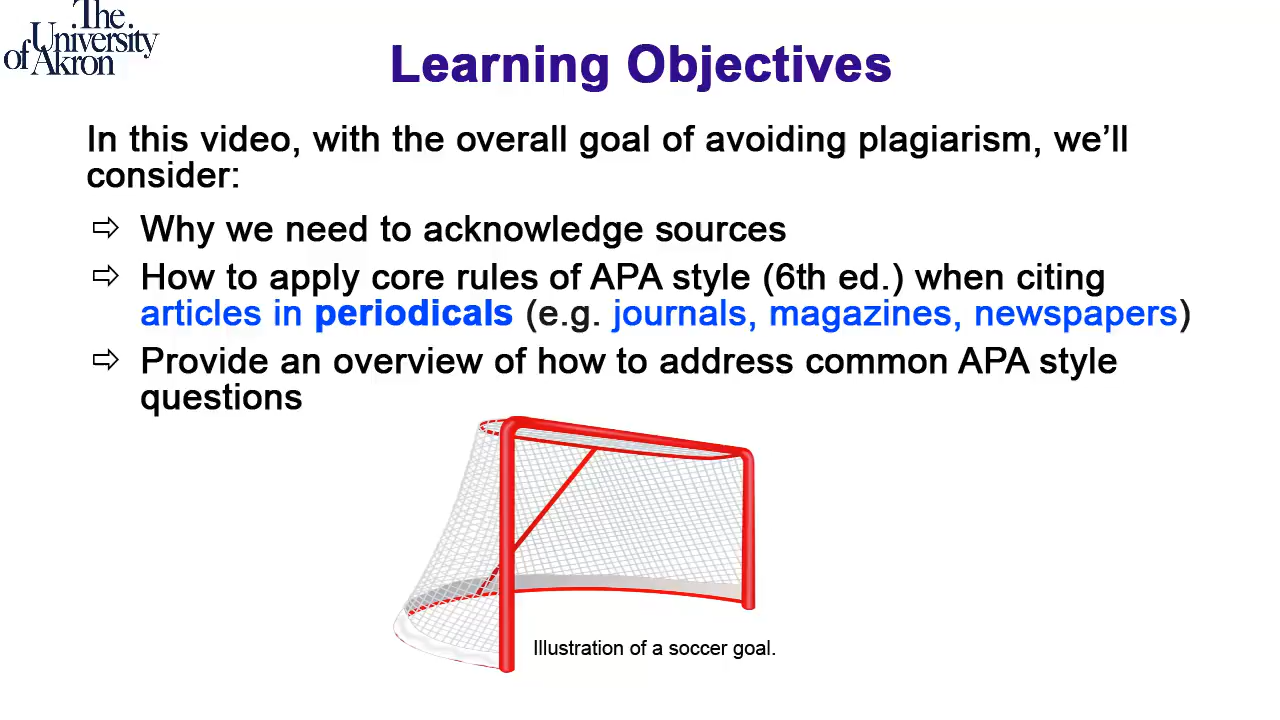 The
University
of Akron
Learning Objectives
In this video, with the overall goal of avoiding plagiarism, we’ll
consider:
⇨ Why we need to acknowledge sources
⇨ How to apply core rules of APA style (6th ed.) when citing
articles in periodicals (e.g. journals, magazines, newspapers)
⇨ Provide an overview of how to address common APA style
questions
Illustration of a soccer goal.